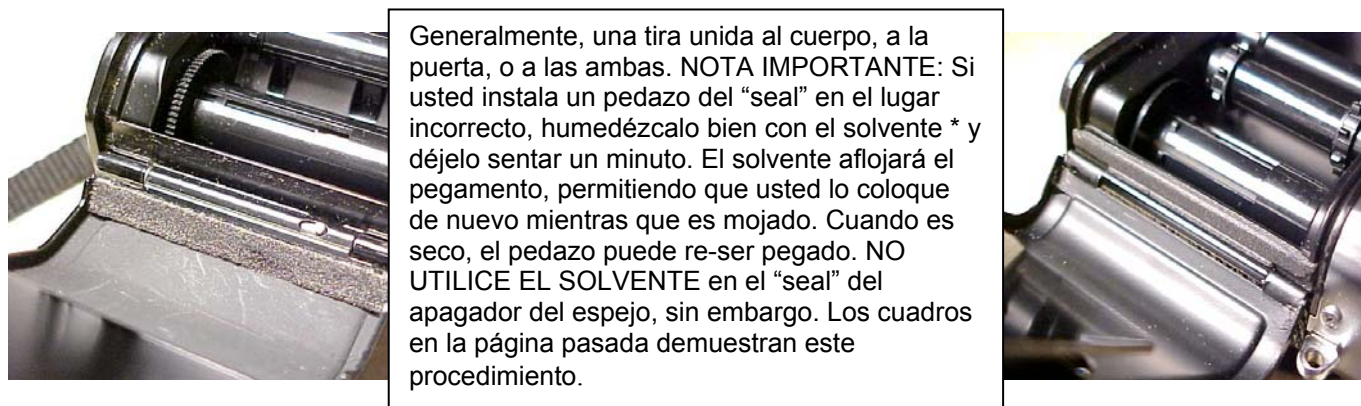 Generalmente, una tira unida al cuerpo, a la
puerta, o a las ambas. NOTA IMPORTANTE: Si
usted instala un pedazo del “seal” en el lugar
incorrecto, humedézcalo bien con el solvente * y
déjelo sentar un minuto. El solvente aflojará el
pegamento, permitiendo que usted lo coloque
de nuevo mientras que es mojado. Cuando es
seco, el pedazo puede re-ser pegado. NO
UTILICE EL SOLVENTE en el “seal” del
apagador del espejo, sin embargo. Los cuadros
en la página pasada demuestran este
procedimiento.